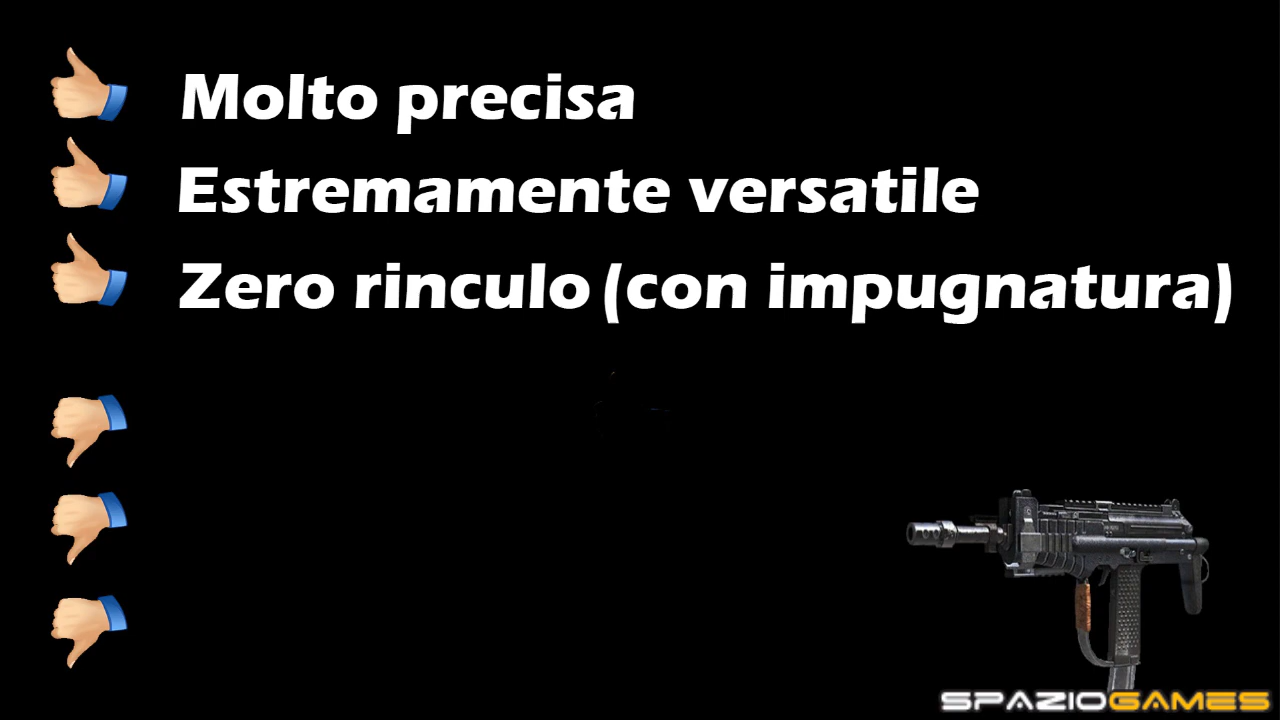 Molto precisa
Estremamente versatile
Zero rinculo (con impugnatura)
SPAZIOGAMES